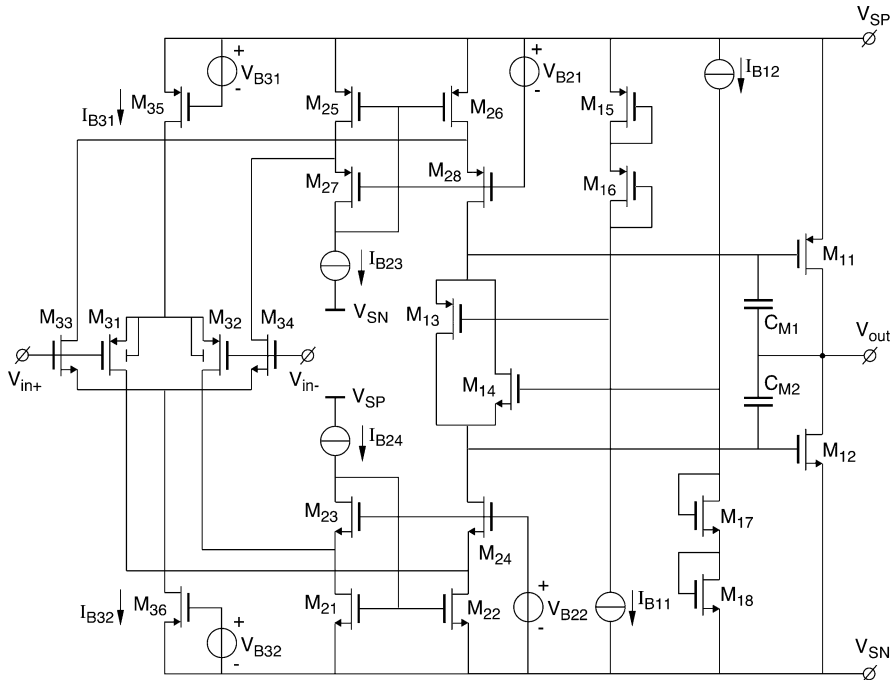 V_SP
V_B31
V_B21
I_B12
I_B31
M_35
M_25
M_26
M_15
M_27
M_28
M_16
I_B23
M_11
V_SN
M_13
M_33
M_31
M_32
M_34
C_M1
V_out
V_in+
V_in-
M_14
V_SP
C_M2
I_B24
M_12
M_23
M_24
M_17
I_B32
M_36
M_21
M_22
V_B22
I_B11
M_18
V_B32
V_SN